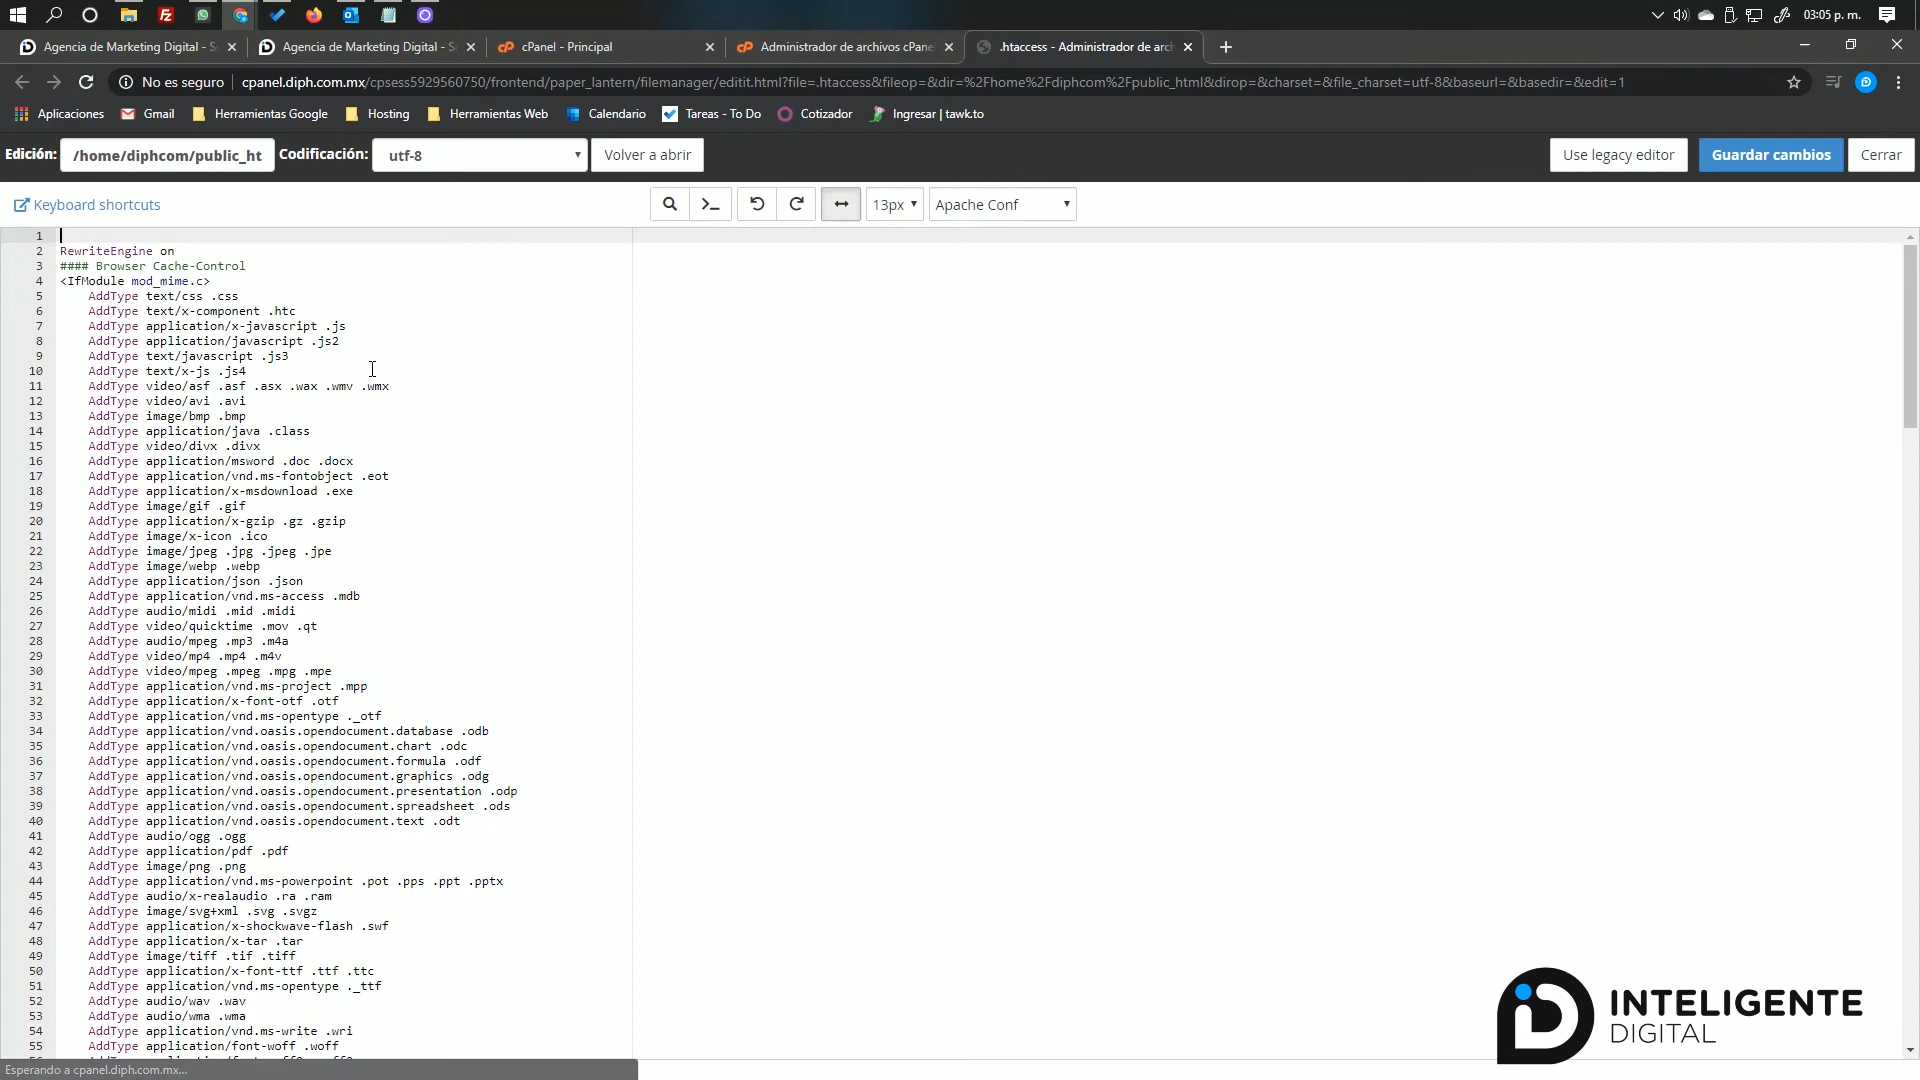 03:05 p. m.
Agencia de Marketing Digital - S
Agencia de Marketing Digital - S
cPanel - Principal
Administrador de archivos cPane
.htaccess - Administrador de arc
No es seguro
cpanel.diph.com.mx/cpsess5929560750/frontend/paper_lantern/filemanager/editit.html?file=.htaccess&fileop=&dir=%2Fhome%2Fdiphcom%2Fpublic_html&dirop=&charset=&file_charset=utf-8&baseurl=&basedir=&edit=1
Aplicaciones
Gmail
Herramientas Google
Hosting
Herramientas Web
Calendario
Tareas - To Do
Cotizador
Ingresar | tawk.to
Edición:
/home/diphcom/public_ht
Codificación:
utf-8
Volver a abrir
Use legacy editor
Guardar cambios
Cerrar
Keyboard shortcuts
13px
Apache Conf
1
2 RewriteEngine on
3 #### Browser Cache-Control
4 <IfModule mod_mime.c>
5 AddType text/css .css
6 AddType text/x-component .htc
7 AddType application/x-javascript .js
8 AddType application/javascript .js2
9 AddType text/javascript .js3
10 AddType text/x-js .js4
11 AddType video/asf .asf .asx .wax .wmv .wmx
12 AddType video/avi .avi
13 AddType image/bmp .bmp
14 AddType application/java .class
15 AddType video/divx .divx
16 AddType application/msword .doc .docx
17 AddType application/vnd.ms-fontobject .eot
18 AddType application/x-msdownload .exe
19 AddType image/gif .gif
20 AddType application/x-gzip .gz .gzip
21 AddType image/x-icon .ico
22 AddType image/jpeg .jpg .jpeg .jpe
23 AddType image/webp .webp
24 AddType application/json .json
25 AddType application/vnd.ms-access .mdb
26 AddType audio/midi .mid .midi
27 AddType video/quicktime .mov .qt
28 AddType audio/mpeg .mp3 .m4a
29 AddType video/mp4 .mp4 .m4v
30 AddType video/mpeg .mpeg .mpg .mpe
31 AddType application/vnd.ms-project .mpp
32 AddType application/x-font-otf .otf
33 AddType application/vnd.ms-opentype ._otf
34 AddType application/vnd.oasis.opendocument.database .odb
35 AddType application/vnd.oasis.opendocument.chart .odc
36 AddType application/vnd.oasis.opendocument.formula .odf
37 AddType application/vnd.oasis.opendocument.graphics .odg
38 AddType application/vnd.oasis.opendocument.presentation .odp
39 AddType application/vnd.oasis.opendocument.spreadsheet .ods
40 AddType application/vnd.oasis.opendocument.text .odt
41 AddType audio/ogg .ogg
42 AddType application/pdf .pdf
43 AddType image/png .png
44 AddType application/vnd.ms-powerpoint .pot .pps .ppt .pptx
45 AddType audio/x-realaudio .ra .ram
46 AddType image/svg+xml .svg .svgz
47 AddType application/x-shockwave-flash .swf
48 AddType application/x-tar .tar
49 AddType image/tiff .tif .tiff
50 AddType application/x-font-ttf .ttf .ttc
51 AddType application/vnd.ms-opentype ._ttf
52 AddType audio/wav .wav
53 AddType audio/wma .wma
54 AddType application/vnd.ms-write .wri
55 AddType application/font-woff .woff
Esperando a cpanel.diph.com.mx...
INTELIGENTE
DIGITAL